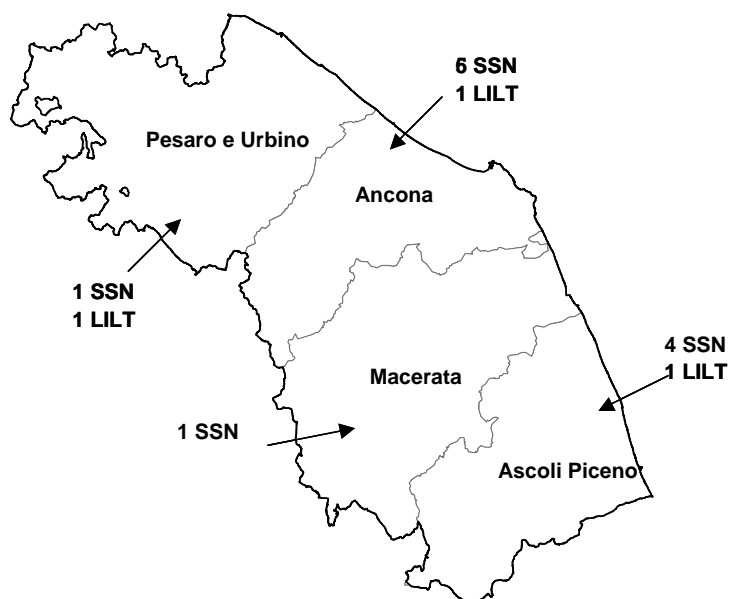 6 SSN
1 LILT
Pesaro e Urbino
Ancona
1 SSN
1 LILT
4 SSN
1 LILT
Macerata
1 SSN
Ascoli Piceno